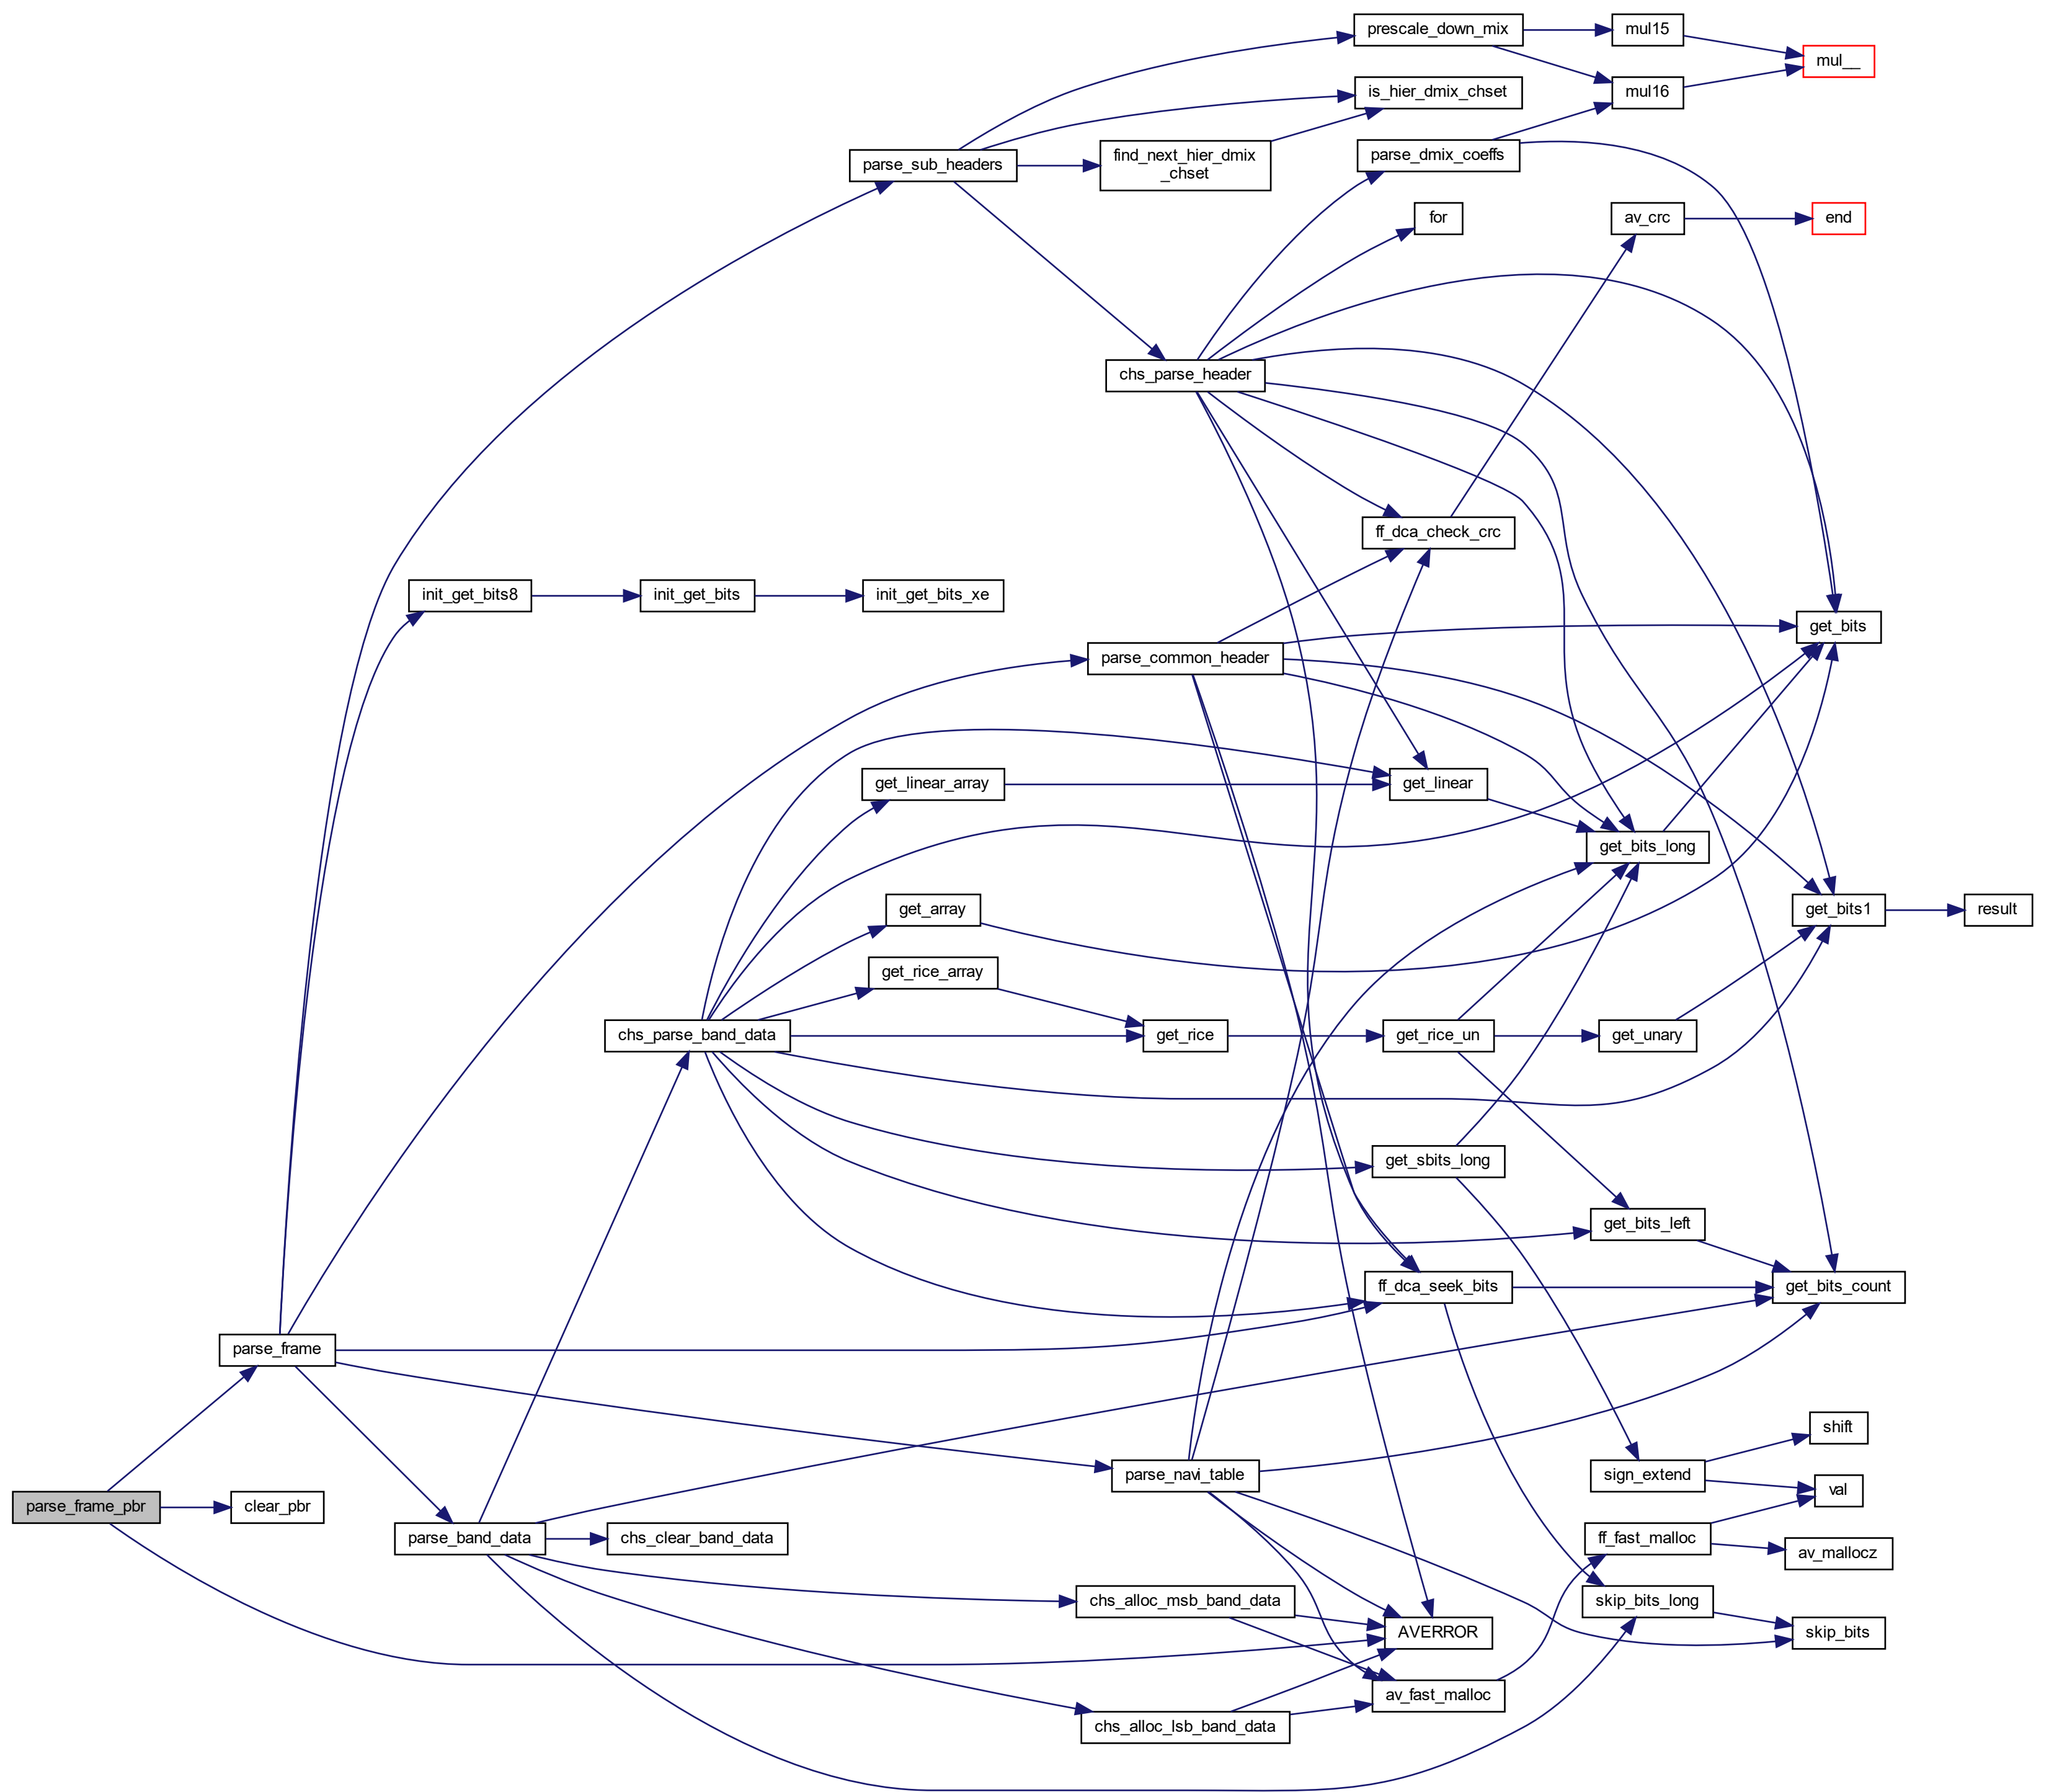 prescale_down_mix
mul15
mul__
is_hier_dmix_chset
mul16
parse_sub_headers
find_next_hier_dmix
_chset
parse_dmix_coeffs
for
av_crc
end
chs_parse_header
ff_dca_check_crc
init_get_bits8
init_get_bits
init_get_bits_xe
get_bits
parse_common_header
get_linear_array
get_linear
get_bits_long
get_array
get_bits1
result
get_rice_array
chs_parse_band_data
get_rice
get_rice_un
get_unary
get_sbits_long
get_bits_left
ff_dca_seek_bits
get_bits_count
parse_frame
shift
parse_navi_table
sign_extend
val
parse_frame_pbr
clear_pbr
parse_band_data
chs_clear_band_data
ff_fast_malloc
av_mallocz
chs_alloc_msb_band_data
skip_bits_long
AVERROR
skip_bits
av_fast_malloc
chs_alloc_lsb_band_data